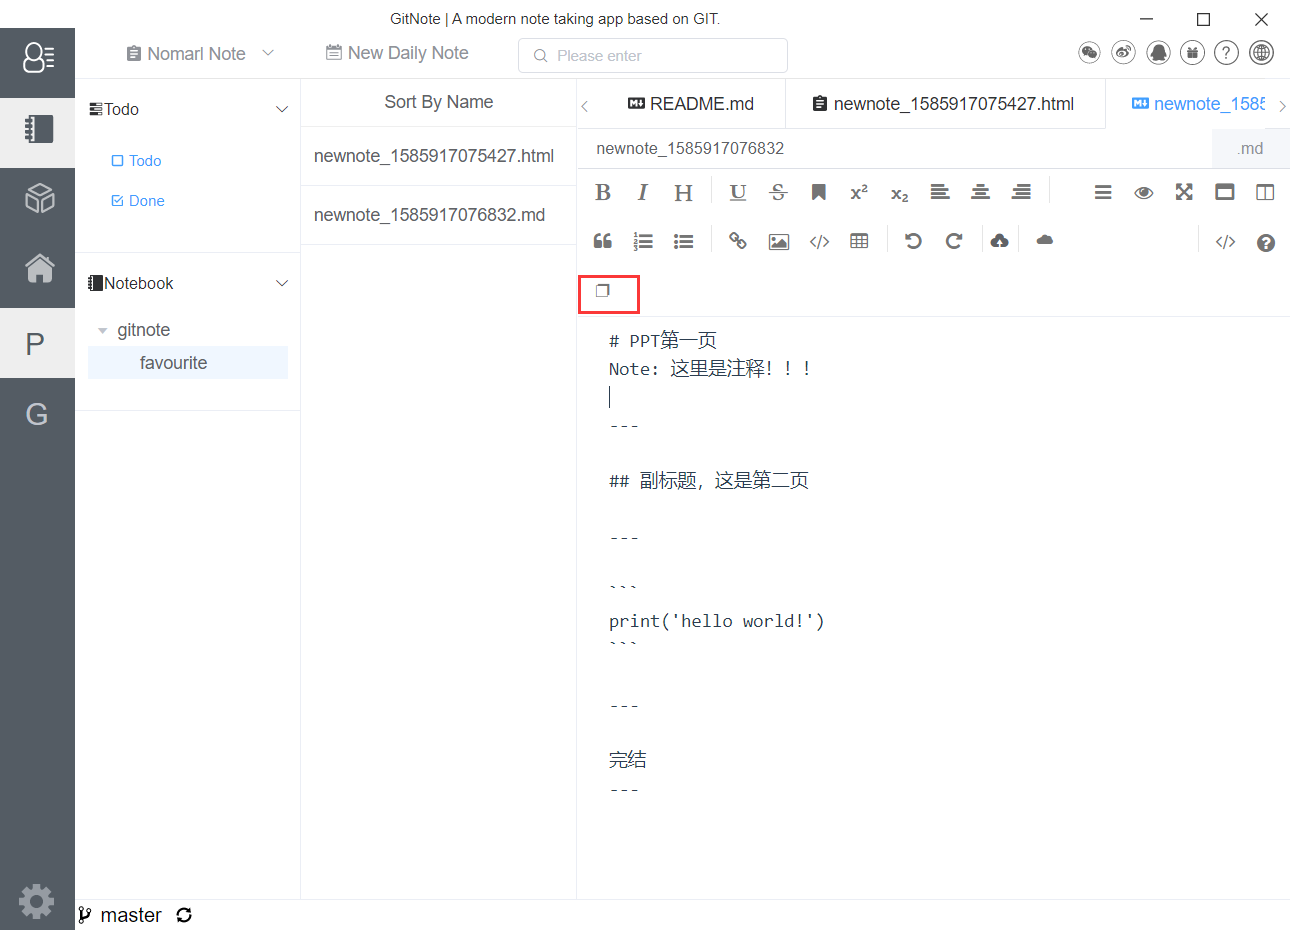 GitNote | A modern note taking app based on GIT.
Nomarl Note
New Daily Note
Please enter
Todo
Todo
Done
Notebook
gitnote
favourite
P
G
Sort By Name
newnote_1585917075427.html
newnote_1585917076832.md
README.md
newnote_1585917075427.html
newnote_1585
newnote_1585917076832
.md
# PPT第一页
Note: 这里是注释！！！
---
## 副标题，这是第二页
---
```
print('hello world!')
```
---
完结
---
master